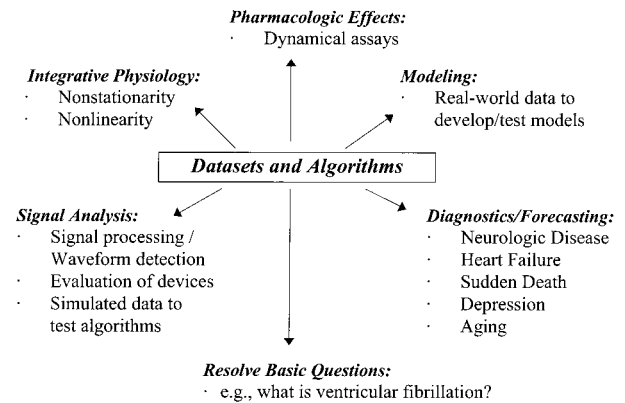 Pharmacologic Effects:
· Dynamical assays
Integrative Physiology:
· Nonstationarity
· Nonlinearity
Modeling:
· Real-world data to
develop/test models
Datasets and Algorithms
Signal Analysis:
· Signal processing /
Waveform detection
· Evaluation of devices
· Simulated data to
test algorithms
Diagnostics/Forecasting:
· Neurologic Disease
· Heart Failure
· Sudden Death
· Depression
· Aging
Resolve Basic Questions:
· e.g., what is ventricular fibrillation?